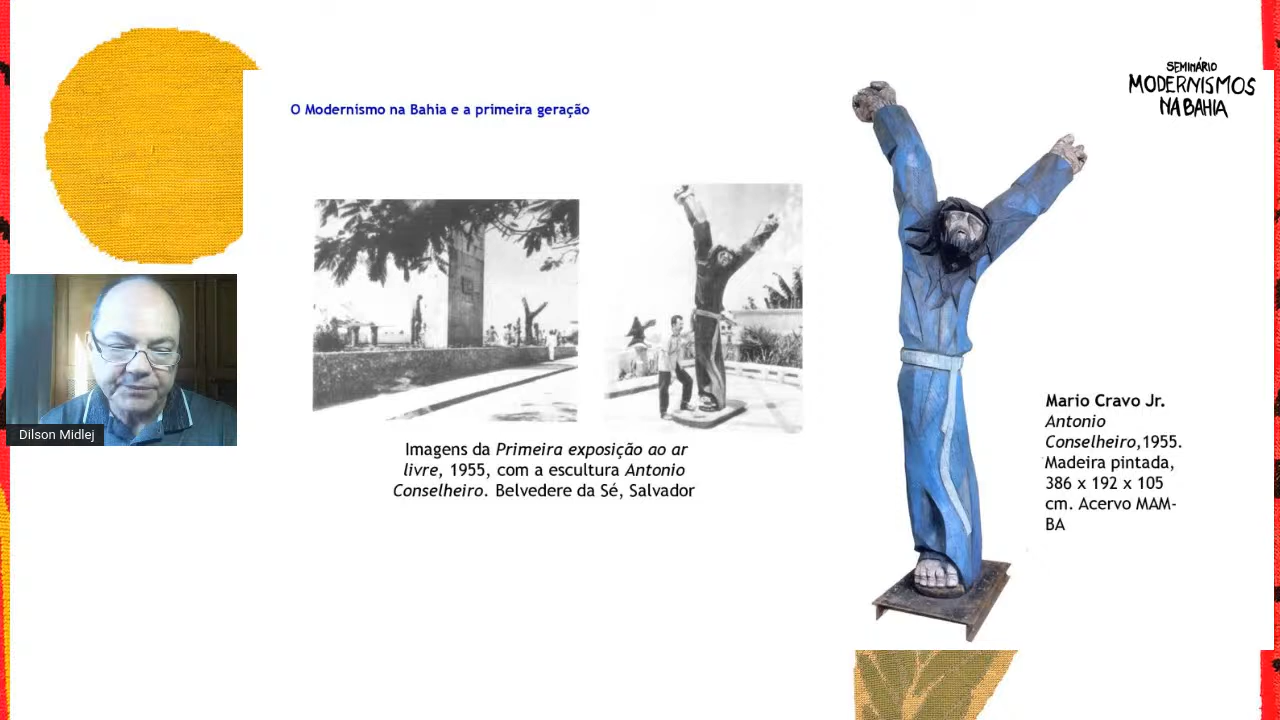 SEMINÁRIO
MODERNISMOS
NA BAHIA
O Modernismo na Bahia e a primeira geração
Dilson Midlej
Imagens da Primeira exposição ao ar
livre, 1955, com a escultura Antonio
Conselheiro. Belvedere da Sé, Salvador
Mario Cravo Jr.
Antonio
Conselheiro,1955.
Madeira pintada,
386 x 192 x 105
cm. Acervo MAM-
BA